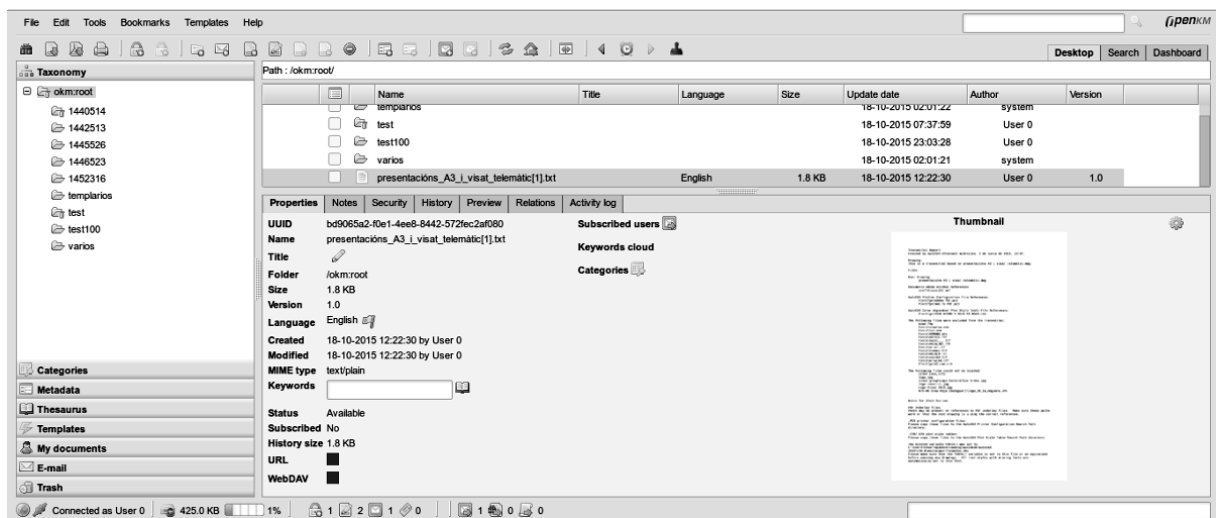 File Edit Tools Bookmarks Templates Help
openKM
Desktop Search Dashboard
Taxonomy
Path : /okm:root/
okm:root
1440514
1442513
1445526
1446523
1452316
templarios
test
test100
varios
Name Title Language Size Update date Author Version
templarios 18-10-2015 02:01:22 system
test 18-10-2015 07:37:59 User 0
test100 18-10-2015 23:03:28 User 0
varios 18-10-2015 02:01:21 system
presentacións_A3_i_visat_telemàtic[1].txt English 1.8 KB 18-10-2015 12:22:30 User 0 1.0
Properties Notes Security History Preview Relations Activity log
UUID bd9065a2-f0e1-4ee8-8442-572fec2af080
Name presentacións_A3_i_visat_telemàtic[1].txt
Title
Folder /okm:root
Size 1.8 KB
Version 1.0
Language English
Created 18-10-2015 12:22:30 by User 0
Modified 18-10-2015 12:22:30 by User 0
MIME type text/plain
Keywords
Status Available
Subscribed No
History size 1.8 KB
URL
WebDAV
Subscribed users
Keywords cloud
Categories
Thumbnail
Categories
Metadata
Thesaurus
Templates
My documents
E-mail
Trash
Connected as User 0 425.0 KB 1% 1 2 1 0 1 0 0